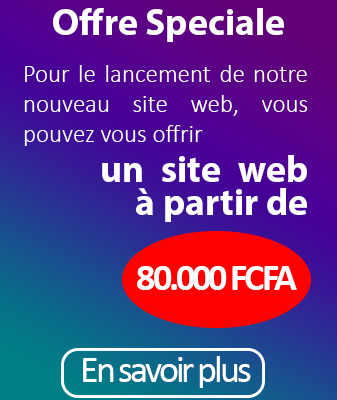 Offre Speciale
Pour le lancement de notre
nouveau site web, vous
pouvez vous offrir
un site web
à partir de
80.000 FCFA
En savoir plus